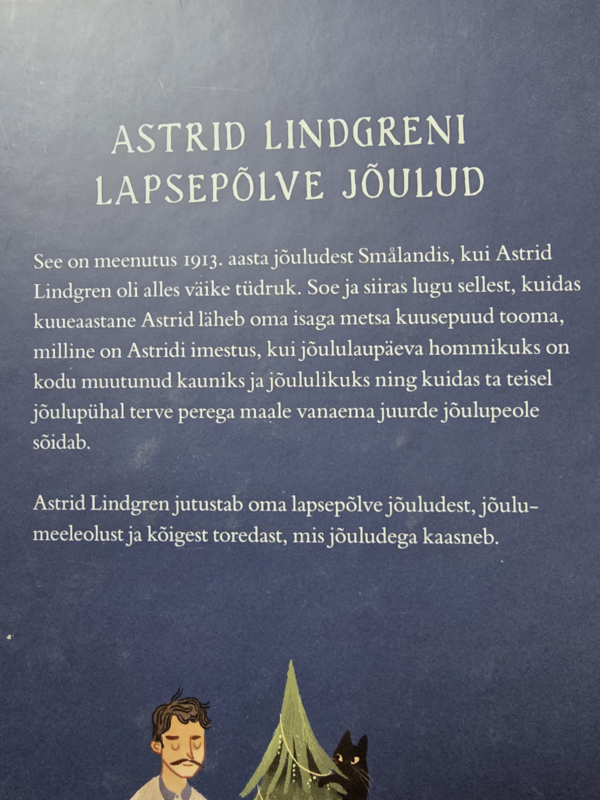 ASTRID LINDGRENI
LAPSEPÕLVE JÕULUD
See on meenutus 1913. aasta jõuludest Smålandis, kui Astrid
Lindgren oli alles väike tüdruk. Soe ja siiras lugu sellest, kuidas
kuueaastane Astrid läheb oma isaga metsa kuusepuud tooma,
milline on Astridi imestus, kui jõululaupäeva hommikuks on
kodu muutunud kauniks ja jõululikuks ning kuidas ta teisel
jõulupühal terve perega maale vanaema juurde jõulupeole
sõidab.
Astrid Lindgren jutustab oma lapsepõlve jõuludest, jõulu-
meeleolust ja kõigest toredast, mis jõuludega kaasneb.